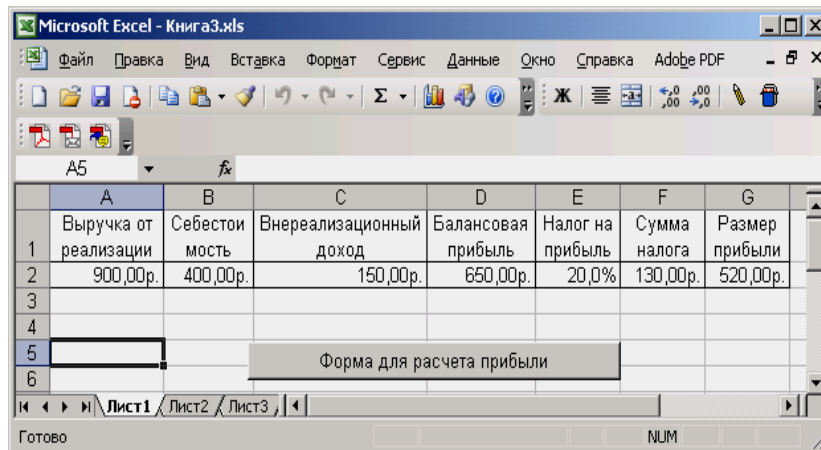 Microsoft Excel - Книга3.xls
Файл Правка Вид Вставка Формат Сервис Данные Окно Справка Adobe PDF
Ж
A5 fx
A B C D E F G
Выручка от Себестои Внереализационный Балансовая Налог на Сумма Размер
1 реализации мость доход прибыль прибыль налога прибыли
2 900,00р. 400,00р. 150,00р. 650,00р. 20,0% 130,00р. 520,00р.
3
4
5
Форма для расчета прибыли
6
Лист1 Лист2 Лист3
Готово NUM